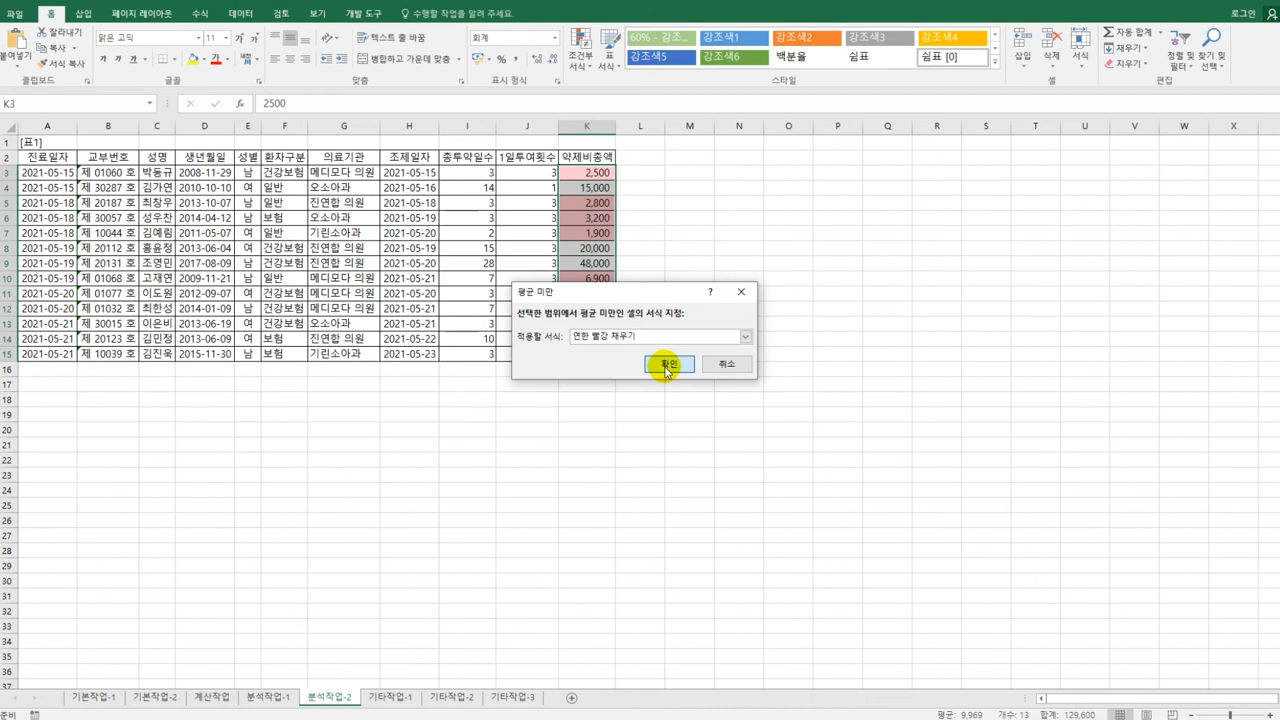 파일 홈 삽입 페이지 레이아웃 수식 데이터 검토 보기 개발 도구 수행할 작업을 알려 주세요. 로그인
붙여넣기 잘라내기 맑은 고딕 11 가 가 텍스트 줄 바꿈 회계 조건부 서식 표 서식 60% - 강조... 강조색1 강조색2 강조색3 강조색4 삽입 삭제 서식 자동 합계 정렬 및 필터 찾기 및 선택
복사 채우기
서식 복사 가 가 가 가 병합하고 가운데 맞춤 % 강조색5 강조색6 백분율 쉼표 쉼표 [0] 지우기
클립보드 글꼴 맞춤 표시 형식 스타일 셀 편집
K3 fx 2500
A B C D E F G H I J K L M N O P Q R S T U V W X
1 [표1]
2 진료일자 교부번호 성명 생년월일 성별 환자구분 의료기관 조제일자 총투약일수 1일투여횟수 약제비총액
3 2021-05-15 제 01060 호 박동규 2008-11-29 남 건강보험 메디모다 의원 2021-05-15 3 3 2,500
4 2021-05-15 제 30287 호 김가연 2010-10-10 여 일반 오소아과 2021-05-16 14 1 15,000
5 2021-05-18 제 20187 호 최창우 2013-10-07 남 일반 진연합 의원 2021-05-18 3 3 2,800
6 2021-05-18 제 30057 호 성우찬 2014-04-12 남 보험 오소아과 2021-05-19 3 3 3,200
7 2021-05-18 제 10044 호 김예림 2011-05-07 여 일반 기린소아과 2021-05-20 2 3 1,900
8 2021-05-19 제 20112 호 홍윤정 2013-06-04 여 건강보험 진연합 의원 2021-05-19 15 3 20,000
9 2021-05-19 제 20131 호 조영민 2017-08-09 남 건강보험 진연합 의원 2021-05-20 28 3 48,000
10 2021-05-19 제 01068 호 고재연 2009-11-21 남 일반 메디모다 의원 2021-05-21 7 3 6,900
11 2021-05-20 제 01077 호 이도원 2012-09-07 여 건강보험 메디모다 의원 2021-05-20 3
12 2021-05-20 제 01032 호 최한성 2014-01-09 남 건강보험 메디모다 의원 2021-05-21 7
13 2021-05-21 제 30015 호 이은비 2013-06-19 여 건강보험 오소아과 2021-05-21 3
14 2021-05-21 제 20123 호 김민정 2013-06-09 여 보험 진연합 의원 2021-05-22 10
15 2021-05-21 제 10039 호 김진욱 2015-11-30 남 보험 기린소아과 2021-05-23 3
평균 미만 ?
선택한 범위에서 평균 미만인 셀의 서식 지정:
적용할 서식: 연한 빨강 채우기
확인 취소
16
17
18
19
20
21
22
23
24
25
26
27
28
29
30
31
32
33
34
35
36
37
기본작업-1 기본작업-2 계산작업 분석작업-1 분석작업-2 기타작업-1 기타작업-2 기타작업-3
준비 평균: 9,969 개수: 13 합계: 129,600